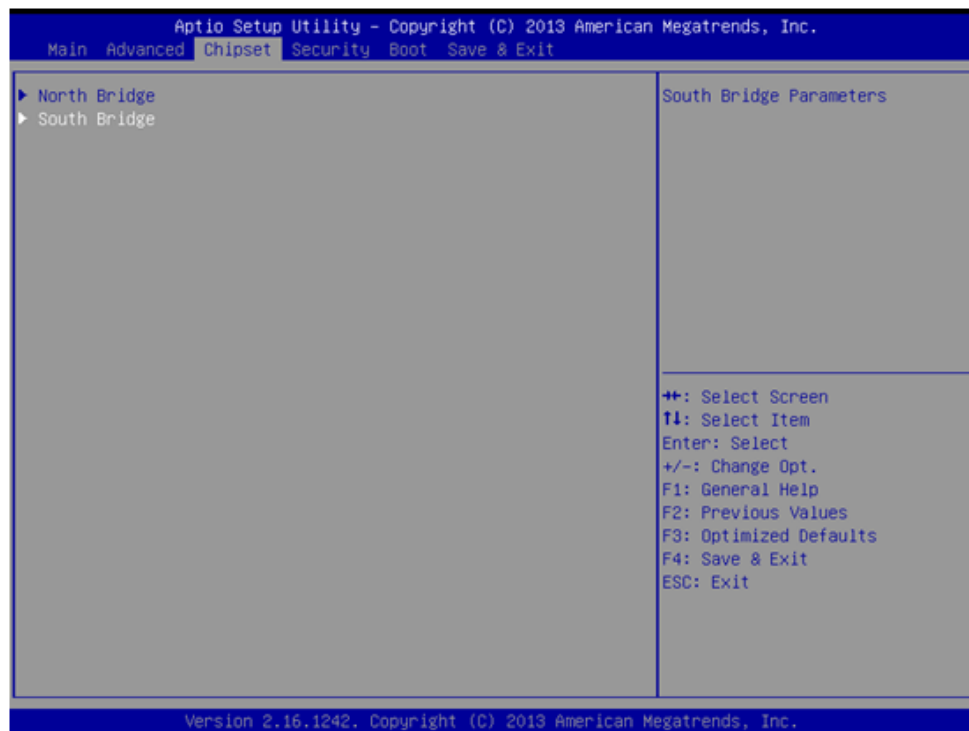 Aptio Setup Utility – Copyright (C) 2013 American Megatrends, Inc.
Main Advanced Chipset Security Boot Save & Exit
▶ North Bridge
▶ South Bridge
South Bridge Parameters
→←: Select Screen
↑↓: Select Item
Enter: Select
+/-: Change Opt.
F1: General Help
F2: Previous Values
F3: Optimized Defaults
F4: Save & Exit
ESC: Exit
Version 2.16.1242. Copyright (C) 2013 American Megatrends, Inc.